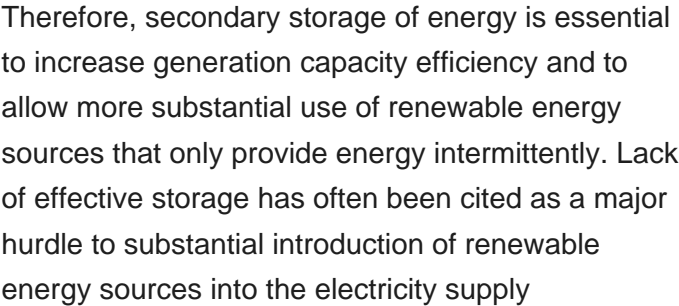 Therefore, secondary storage of energy is essential
to increase generation capacity efficiency and to
allow more substantial use of renewable energy
sources that only provide energy intermittently. Lack
of effective storage has often been cited as a major
hurdle to substantial introduction of renewable
energy sources into the electricity supply